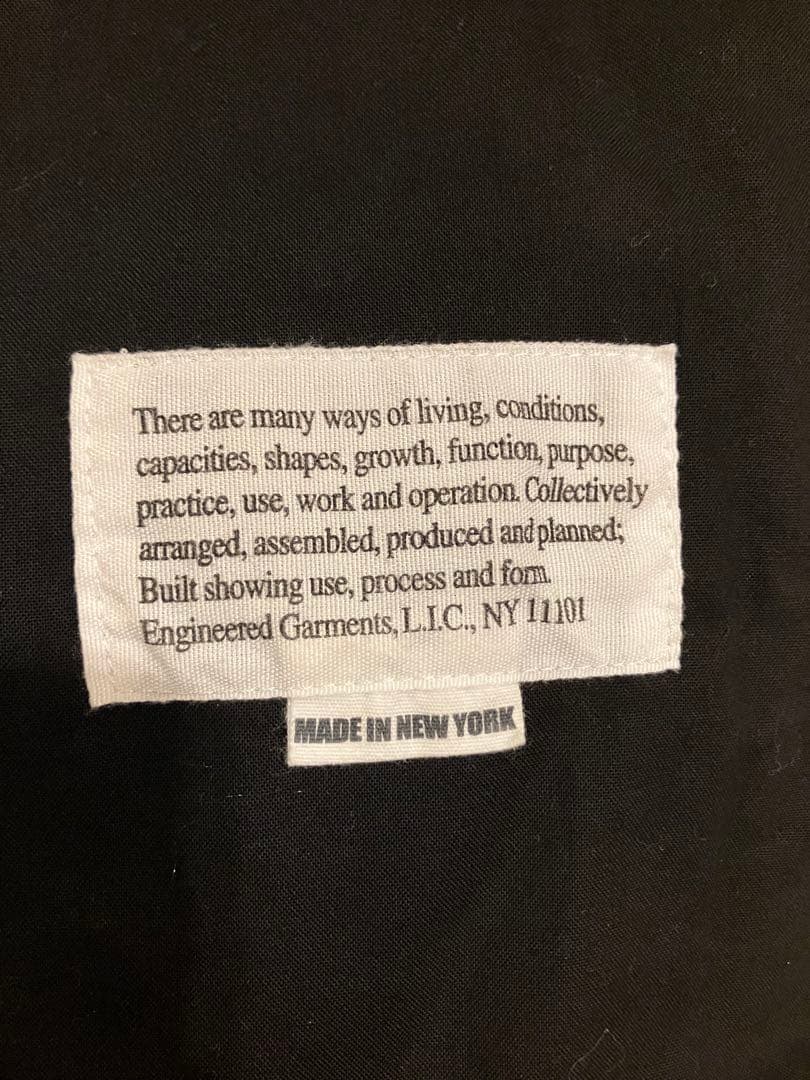 There are many ways of living, conditions,
capacities, shapes, growth, function, purpose,
practice, use, work and operation. Collectively
arranged, assembled, produced and planned;
Built showing use, process and form.
Engineered Garments, L.I.C., NY 11101
MADE IN NEW YORK